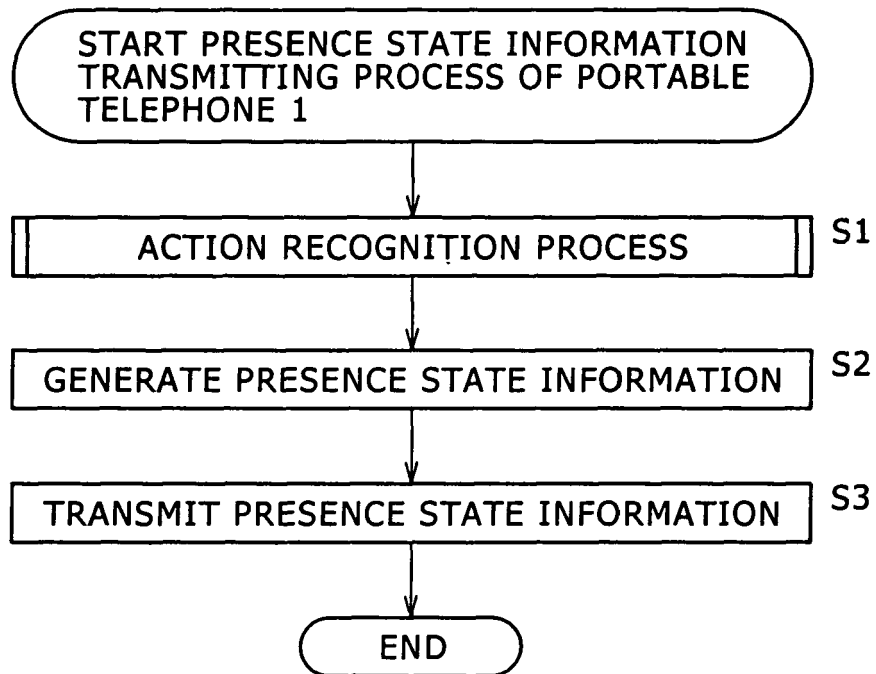 START PRESENCE STATE INFORMATION
TRANSMITTING PROCESS OF PORTABLE
TELEPHONE 1
ACTION RECOGNITION PROCESS
S1
GENERATE PRESENCE STATE INFORMATION
S2
TRANSMIT PRESENCE STATE INFORMATION
S3
END